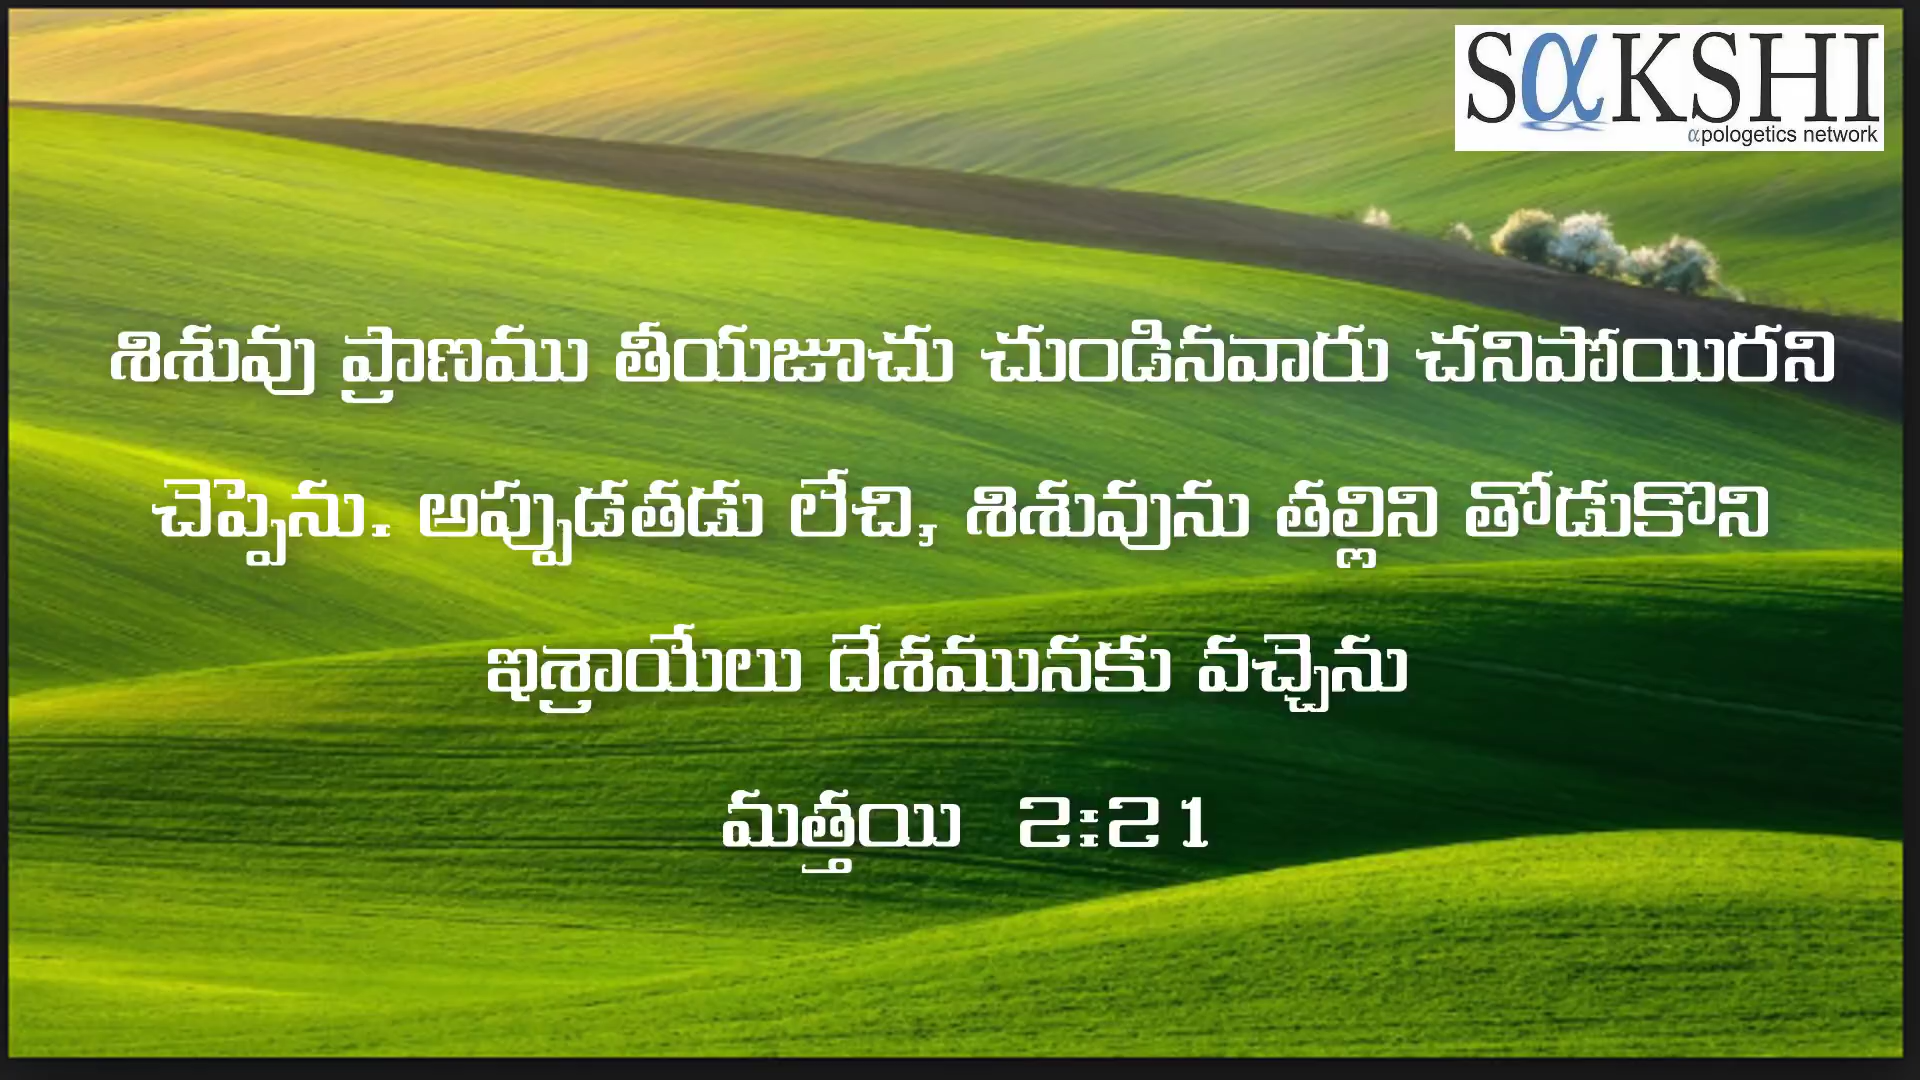 SαKSHI
αpologetics network
శిశువు ప్రాణము తీయజూచు చుండినవారు చనిపోయిరని
చెప్పెను. అప్పుడతడు లేచి, శిశువును తల్లిని తోడుకొని
ఇశ్రాయేలు దేశమునకు వచ్చెను
మత్తయి 2:21